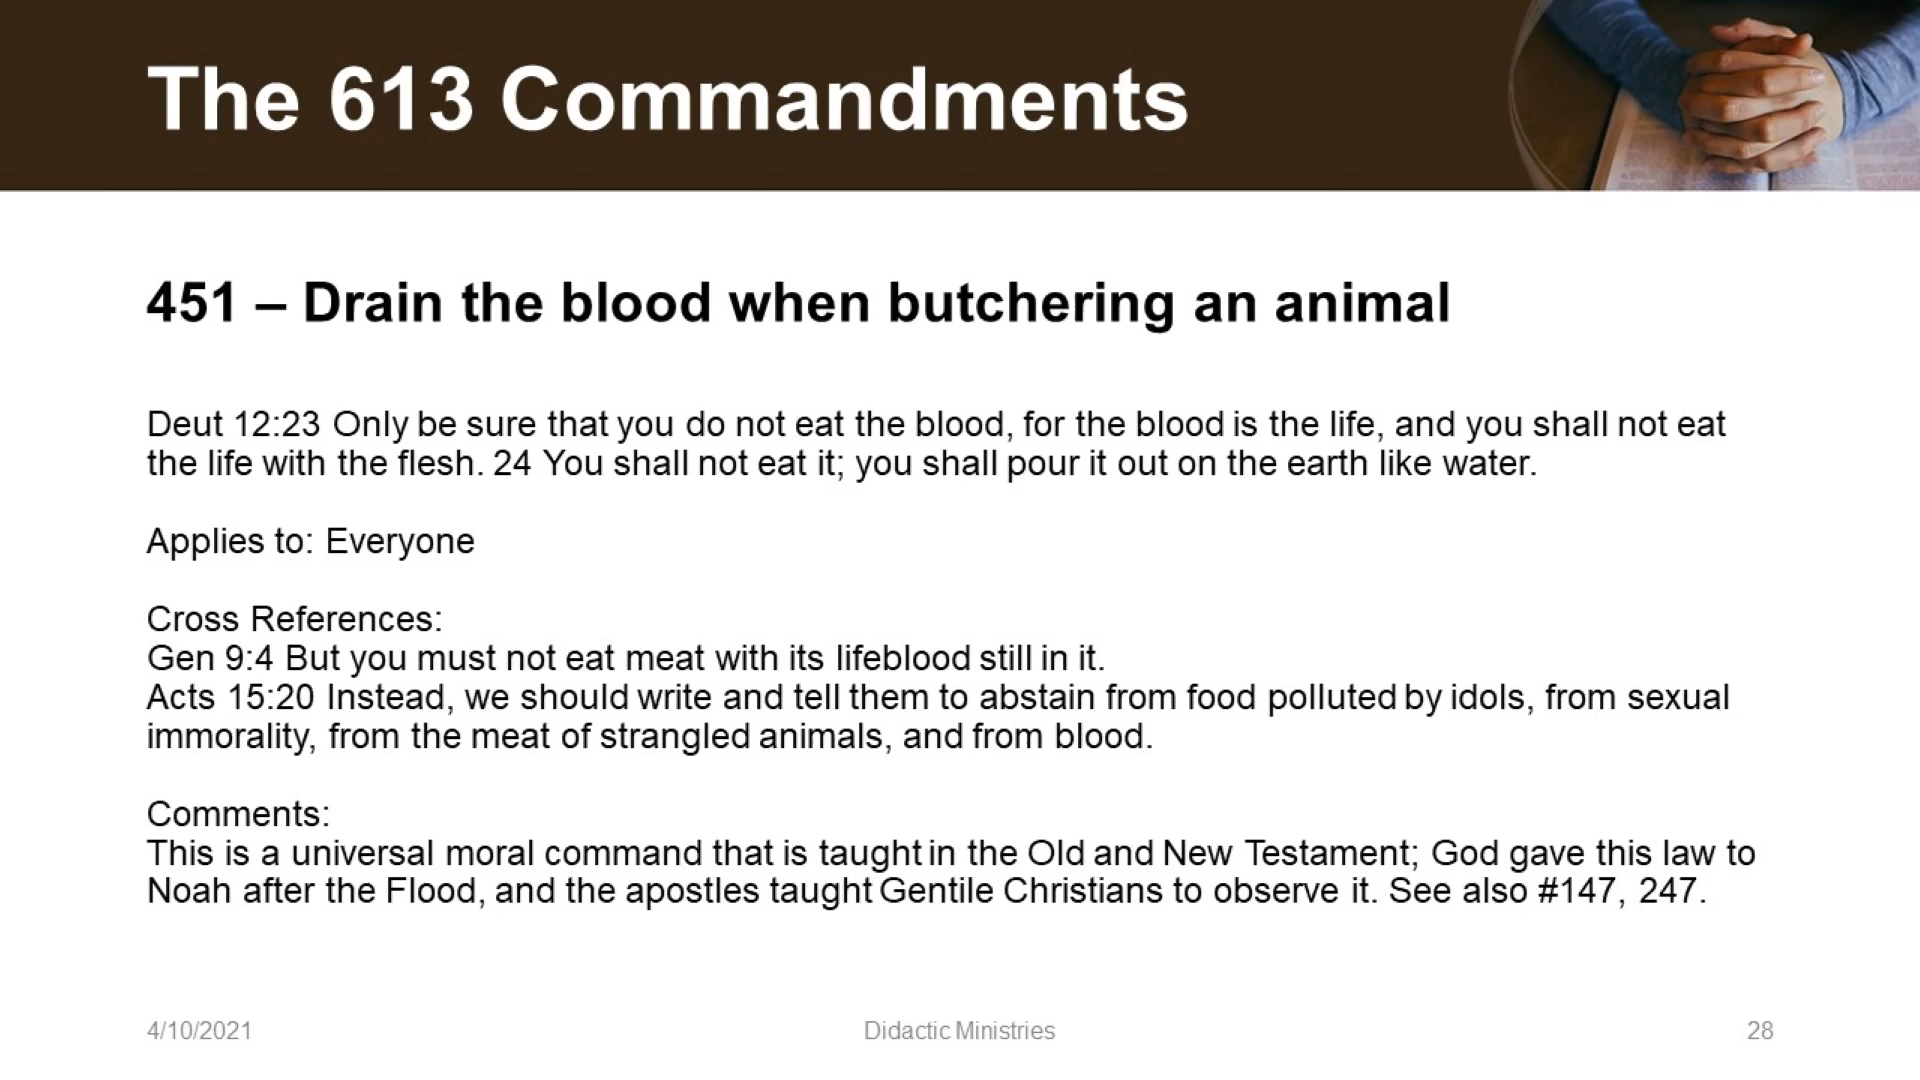 The 613 Commandments
451 – Drain the blood when butchering an animal
Deut 12:23 Only be sure that you do not eat the blood, for the blood is the life, and you shall not eat
the life with the flesh. 24 You shall not eat it; you shall pour it out on the earth like water.
Applies to: Everyone
Cross References:
Gen 9:4 But you must not eat meat with its lifeblood still in it.
Acts 15:20 Instead, we should write and tell them to abstain from food polluted by idols, from sexual
immorality, from the meat of strangled animals, and from blood.
Comments:
This is a universal moral command that is taught in the Old and New Testament; God gave this law to
Noah after the Flood, and the apostles taught Gentile Christians to observe it. See also #147, 247.
4/10/2021
Didactic Ministries
28